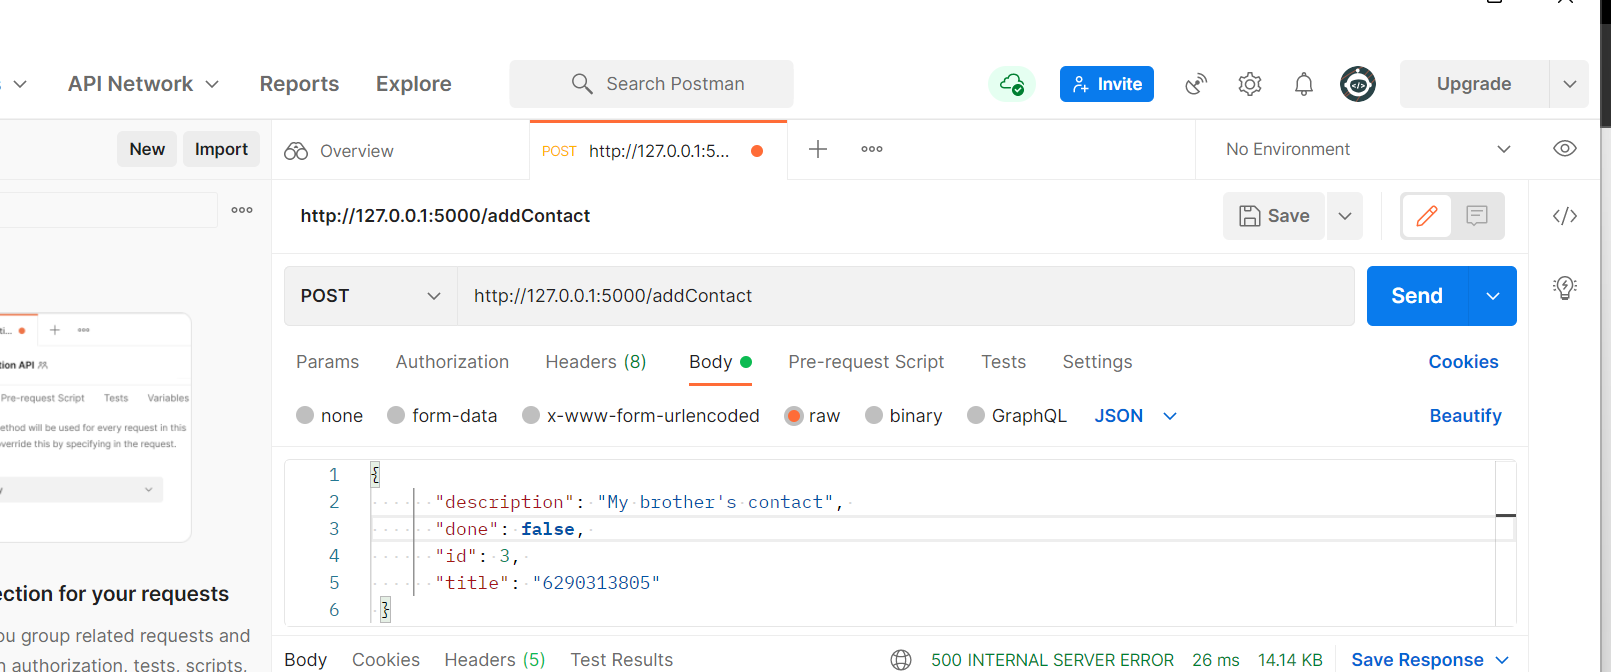 API Network
Reports
Explore
Search Postman
Invite
Upgrade
New
Import
Overview
POST http://127.0.0.1:5...
No Environment
http://127.0.0.1:5000/addContact
Save
POST
http://127.0.0.1:5000/addContact
Send
Params
Authorization
Headers (8)
Body
Pre-request Script
Tests
Settings
Cookies
none
form-data
x-www-form-urlencoded
raw
binary
GraphQL
JSON
Beautify
1 {
2 "description": "My brother's contact",
3 "done": false,
4 "id": 3,
5 "title": "6290313805"
6 }
Body
Cookies
Headers (5)
Test Results
500 INTERNAL SERVER ERROR
26 ms
14.14 KB
Save Response
tion API
Pre-request Script
Tests
Variables
ethod will be used for every request in this
override this by specifying in the request.
ction for your requests
ou group related requests and
n authorization, tests, scripts,